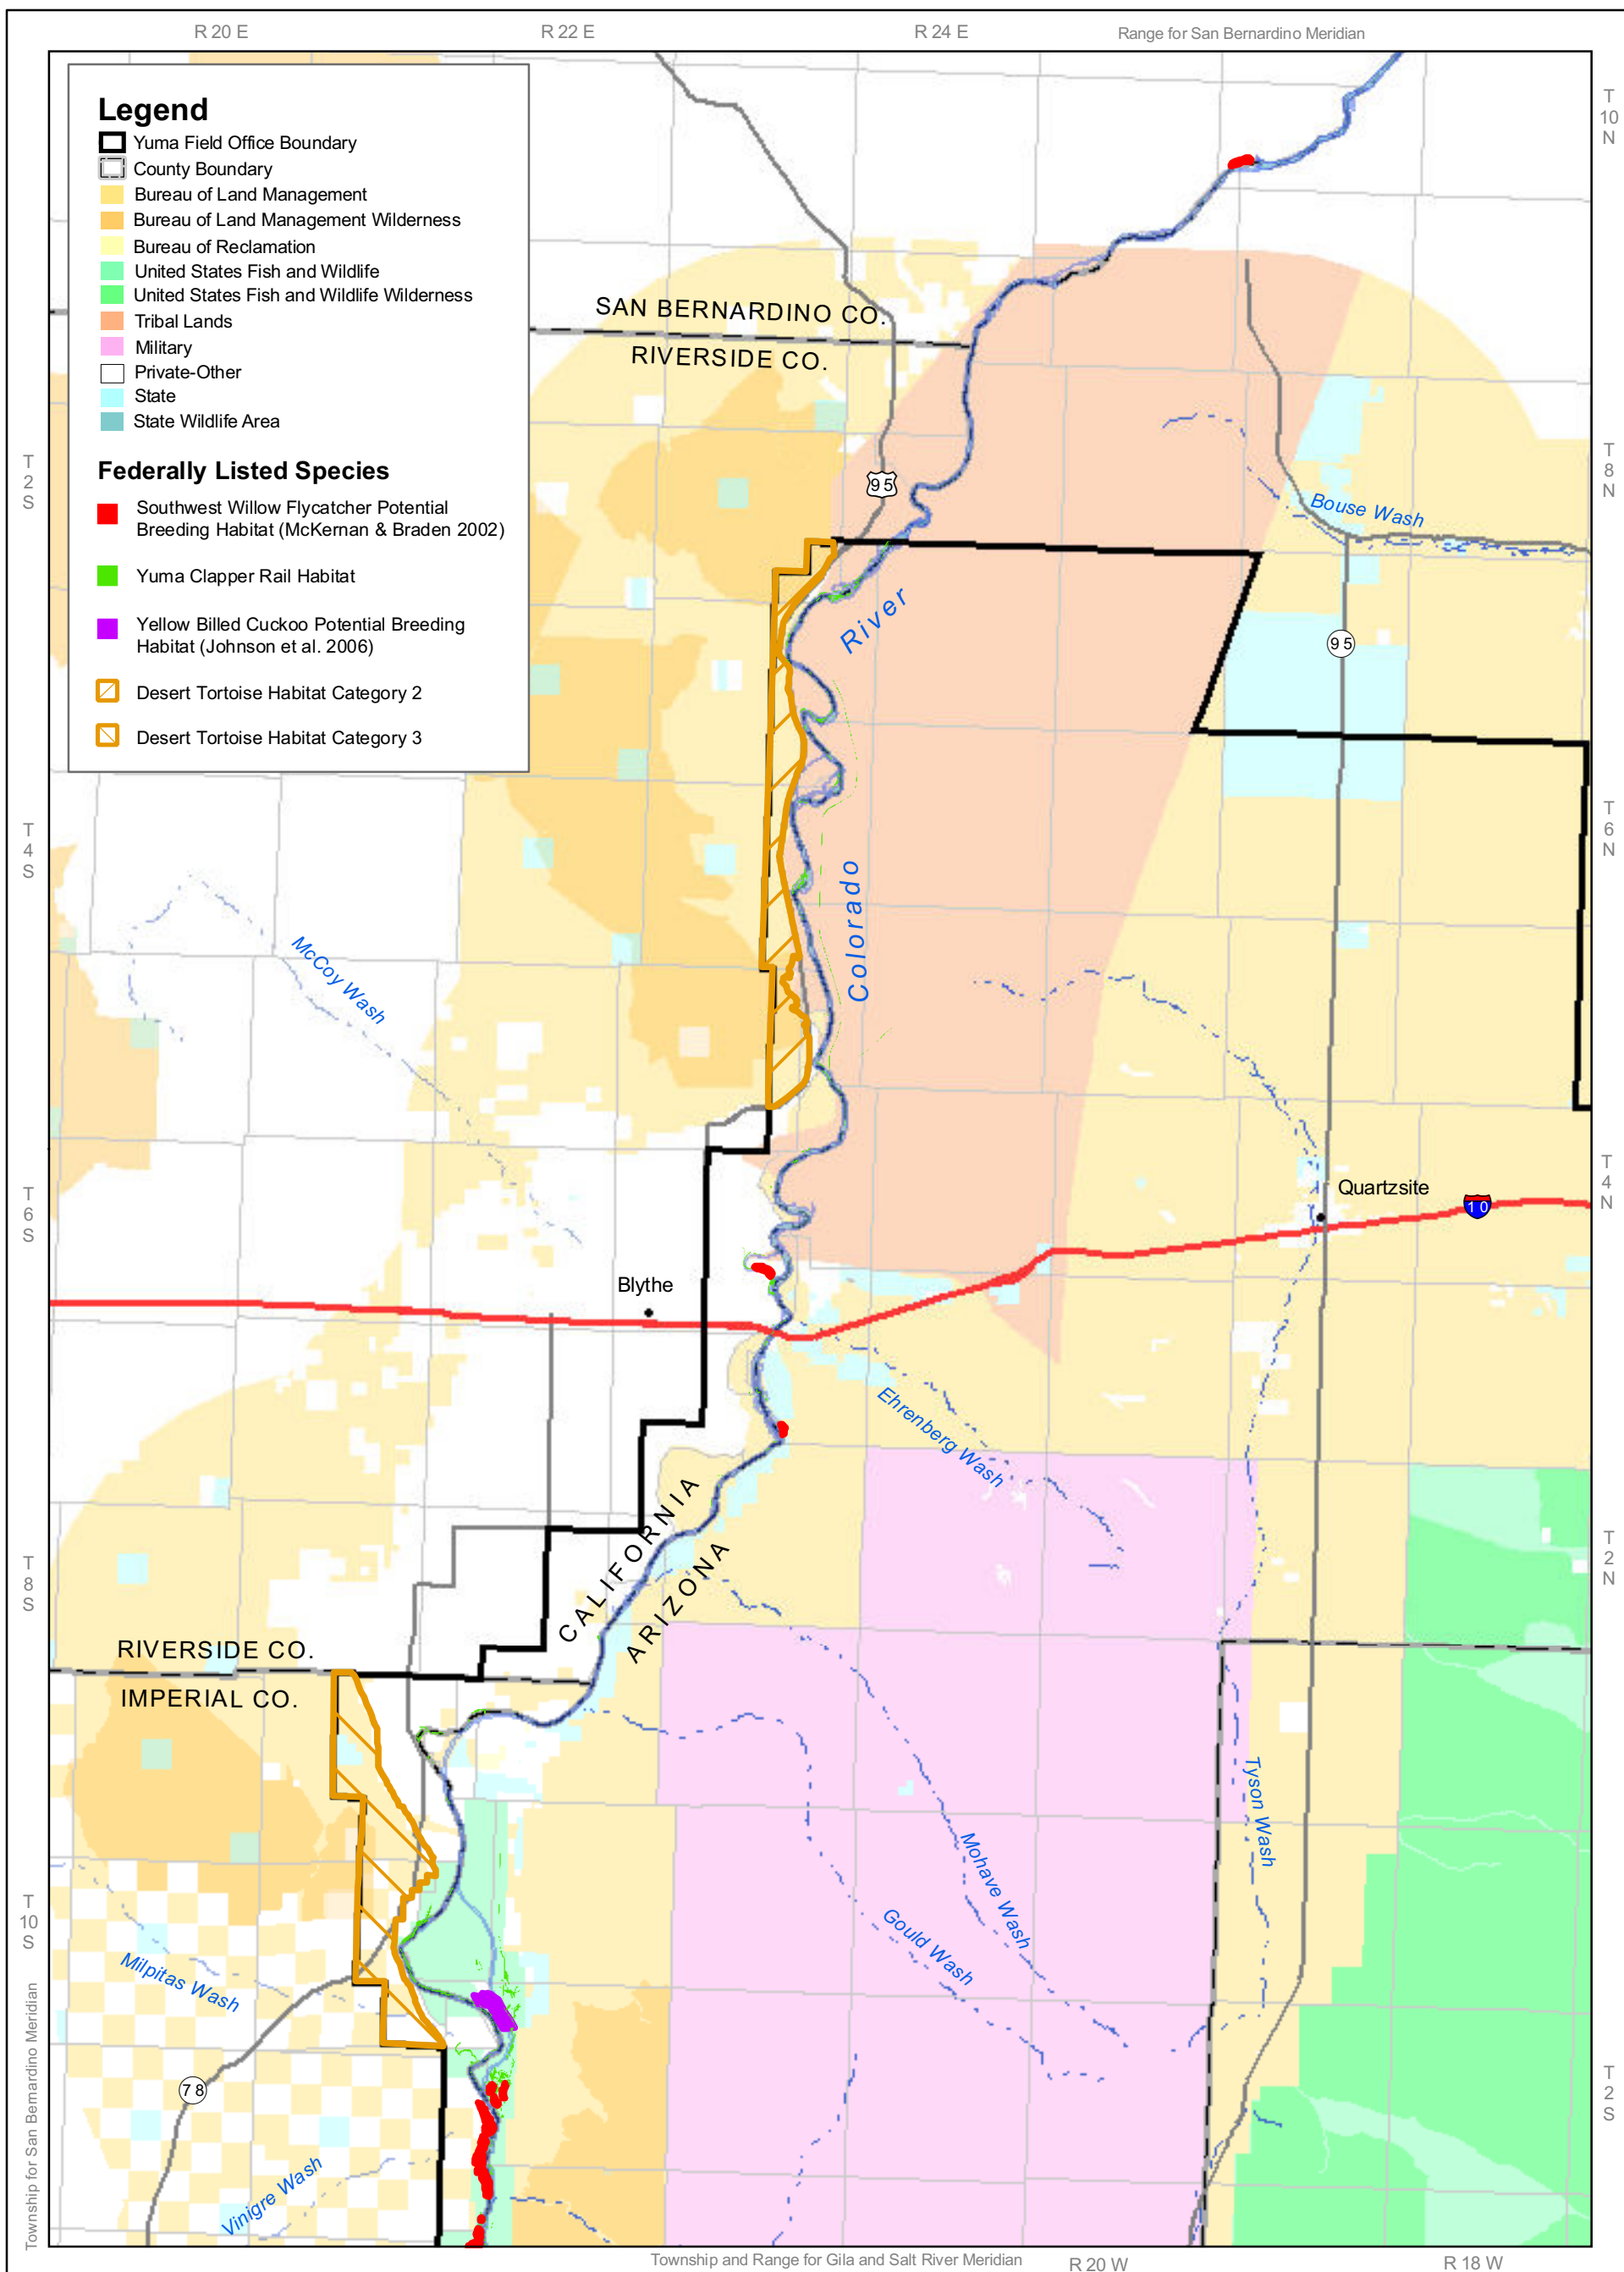 R 20 E
R 22 E
R 24 E
Range for San Bernardino Meridian
Legend
Yuma Field Office Boundary
County Boundary
Bureau of Land Management
Bureau of Land Management Wilderness
Bureau of Reclamation
United States Fish and Wildlife
United States Fish and Wildlife Wilderness
Tribal Lands
Military
Private-Other
State
State Wildlife Area
Federally Listed Species
Southwest Willow Flycatcher Potential
Breeding Habitat (McKernan & Braden 2002)
Yuma Clapper Rail Habitat
Yellow Billed Cuckoo Potential Breeding
Habitat (Johnson et al. 2006)
Desert Tortoise Habitat Category 2
Desert Tortoise Habitat Category 3
T
10
N
SAN BERNARDINO CO.
RIVERSIDE CO.
T
2
S
95
T
8
N
Bouse Wash
River
95
T
4
S
T
6
N
Colorado
McCoy Wash
T
6
S
T
4
N
Quartzsite
10
Blythe
Ehrenberg Wash
CALIFORNIA
ARIZONA
T
8
S
T
2
N
RIVERSIDE CO.
IMPERIAL CO.
Tyson Wash
Mohave Wash
Gould Wash
T
10
S
Milpitas Wash
78
T
2
S
Vinigre Wash
Township for San Bernardino Meridian
Township and Range for Gila and Salt River Meridian
R 20 W
R 18 W